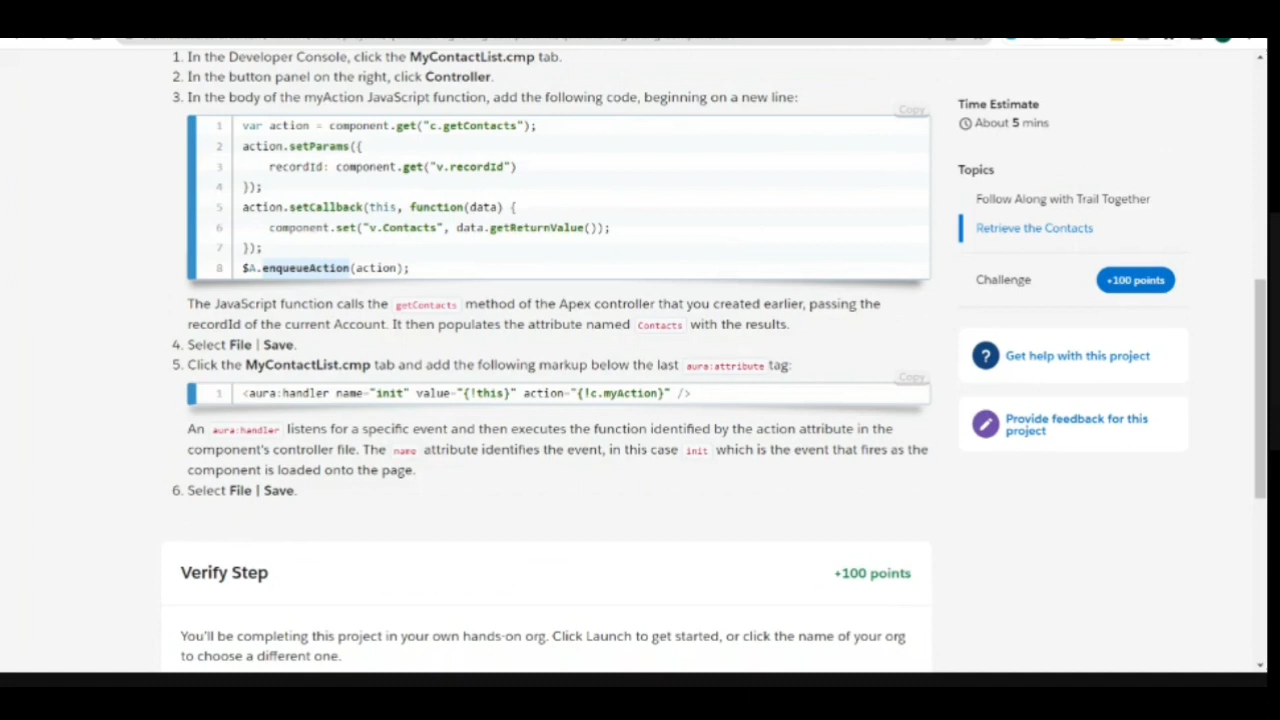 1. In the Developer Console, click the MyContactList.cmp tab.
2. In the button panel on the right, click Controller.
3. In the body of the myAction JavaScript function, add the following code, beginning on a new line:
Copy
1 var action = component.get("c.getContacts");
2 action.setParams({
3 recordId: component.get("v.recordId")
4 });
5 action.setCallback(this, function(data) {
6 component.set("v.Contacts", data.getReturnValue());
7 });
8 $A.enqueueAction(action);
The JavaScript function calls the getContacts method of the Apex controller that you created earlier, passing the
recordId of the current Account. It then populates the attribute named Contacts with the results.
4. Select File | Save.
5. Click the MyContactList.cmp tab and add the following markup below the last aura:attribute tag:
Copy
1 <aura:handler name="init" value="{!this}" action="{!c.myAction}" />
An aura:handler listens for a specific event and then executes the function identified by the action attribute in the
component's controller file. The name attribute identifies the event, in this case init which is the event that fires as the
component is loaded onto the page.
6. Select File | Save.
Verify Step
+100 points
You'll be completing this project in your own hands-on org. Click Launch to get started, or click the name of your org
to choose a different one.
Time Estimate
About 5 mins
Topics
Follow Along with Trail Together
Retrieve the Contacts
Challenge
+100 points
? Get help with this project
Provide feedback for this
project